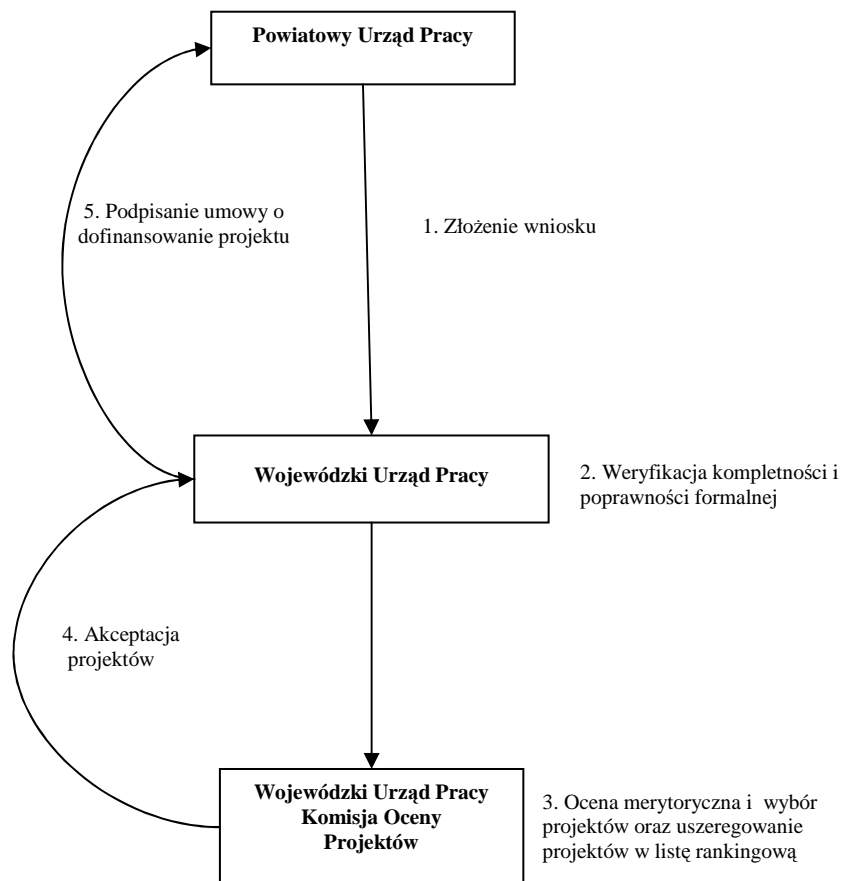 Powiatowy Urząd Pracy
5. Podpisanie umowy o
dofinansowanie projektu
1. Złożenie wniosku
Wojewódzki Urząd Pracy
2. Weryfikacja kompletności i
poprawności formalnej
4. Akceptacja
projektów
Wojewódzki Urząd Pracy
Komisja Oceny
Projektów
3. Ocena merytoryczna i wybór
projektów oraz uszeregowanie
projektów w listę rankingową